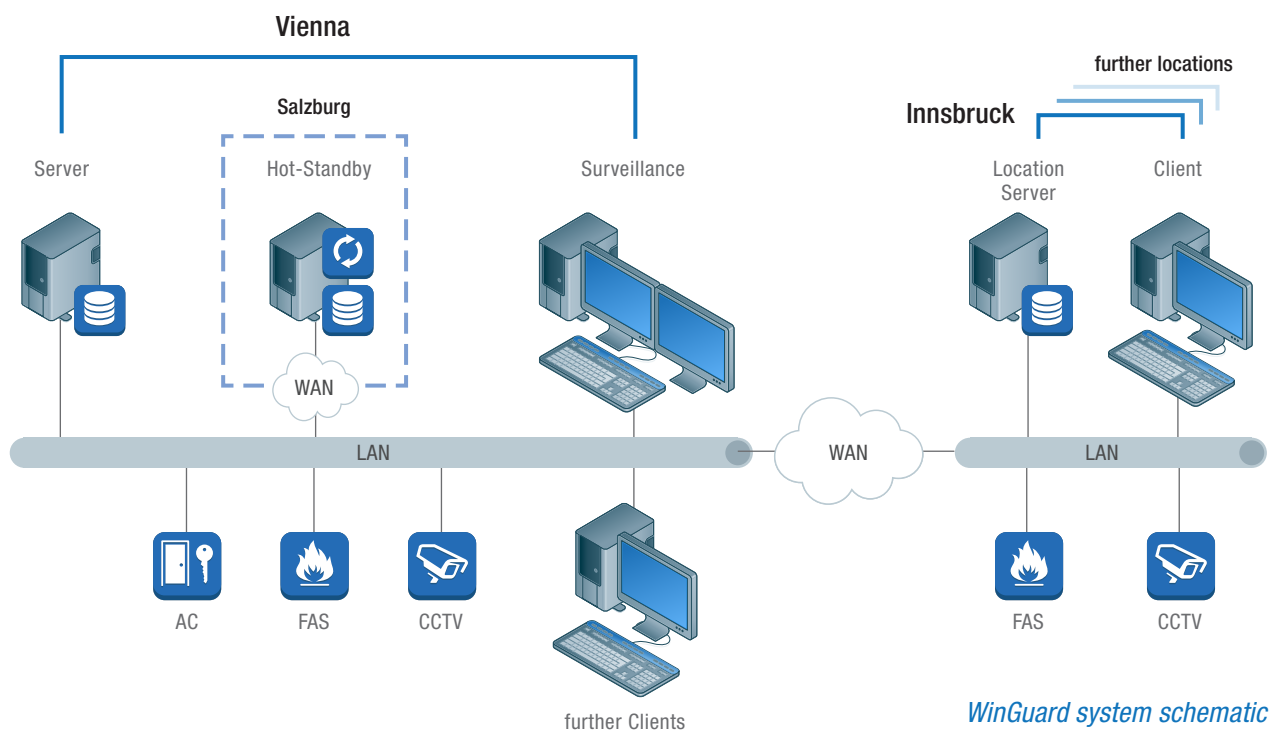 Vienna
Salzburg
further locations
Innsbruck
Server
Hot-Standby
Surveillance
Location
Server
Client
WAN
LAN
WAN
LAN
AC
FAS
CCTV
FAS
CCTV
further Clients
WinGuard system schematic